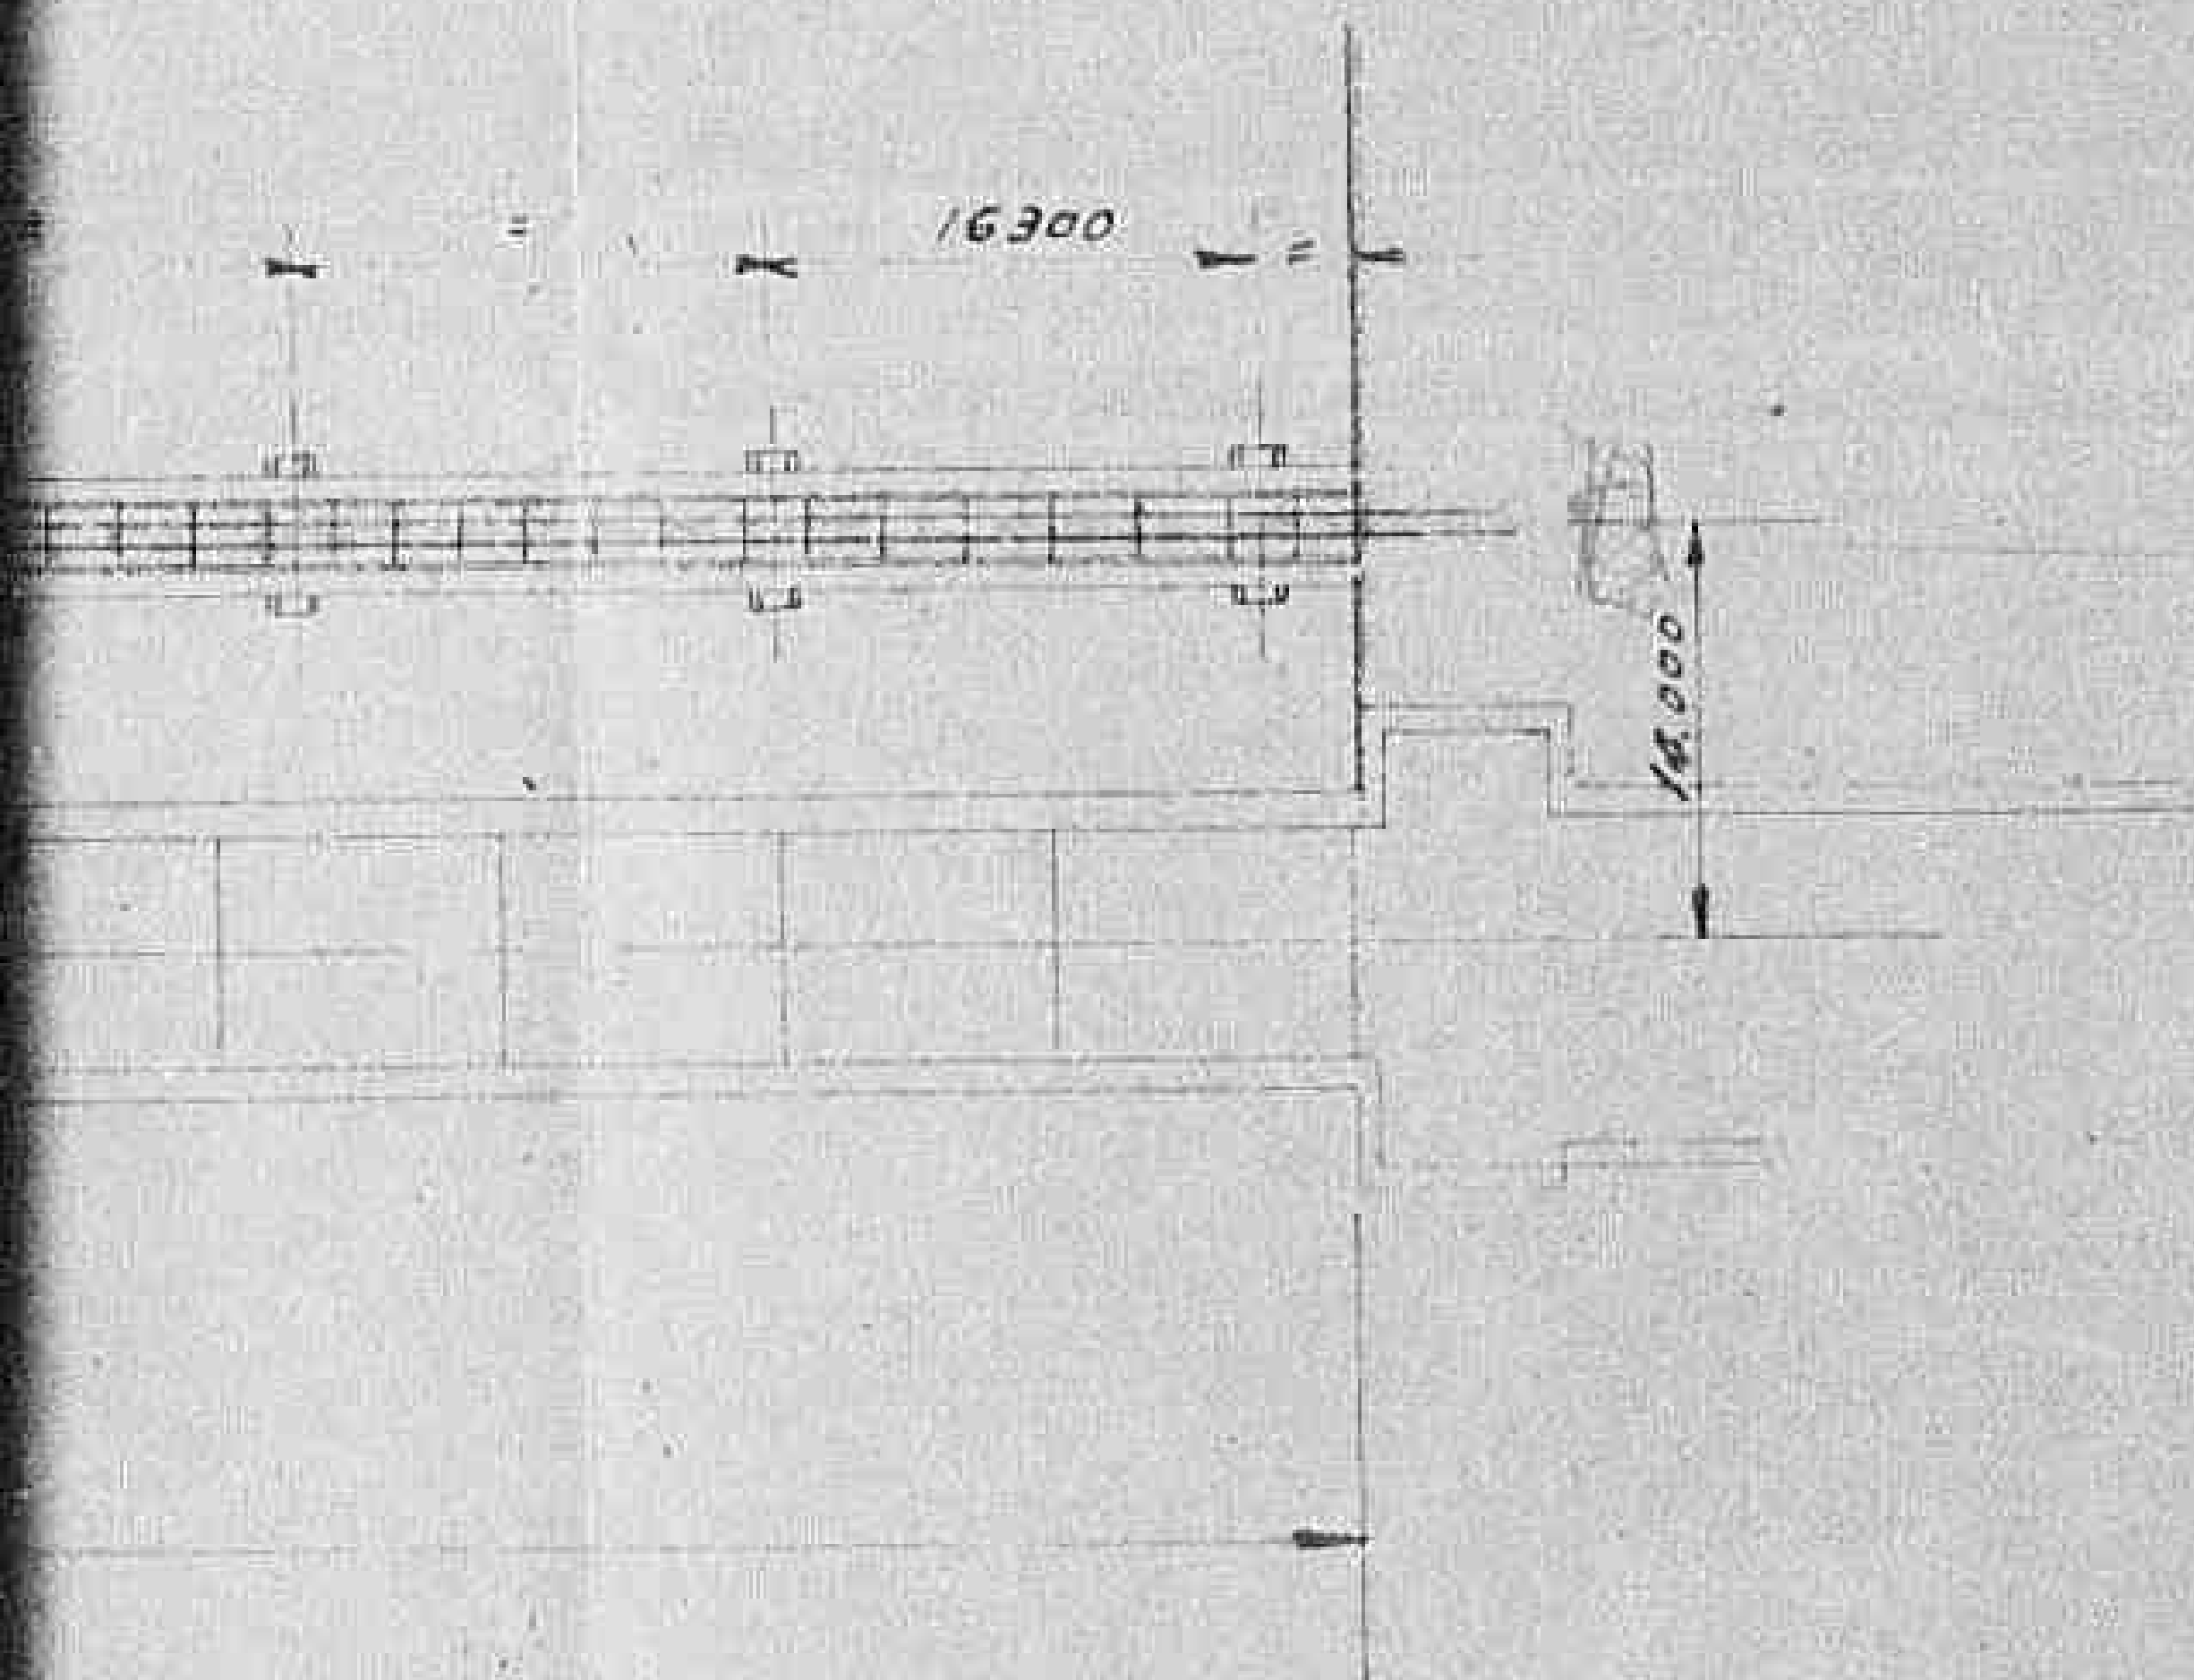 = = 16300 =
14.000